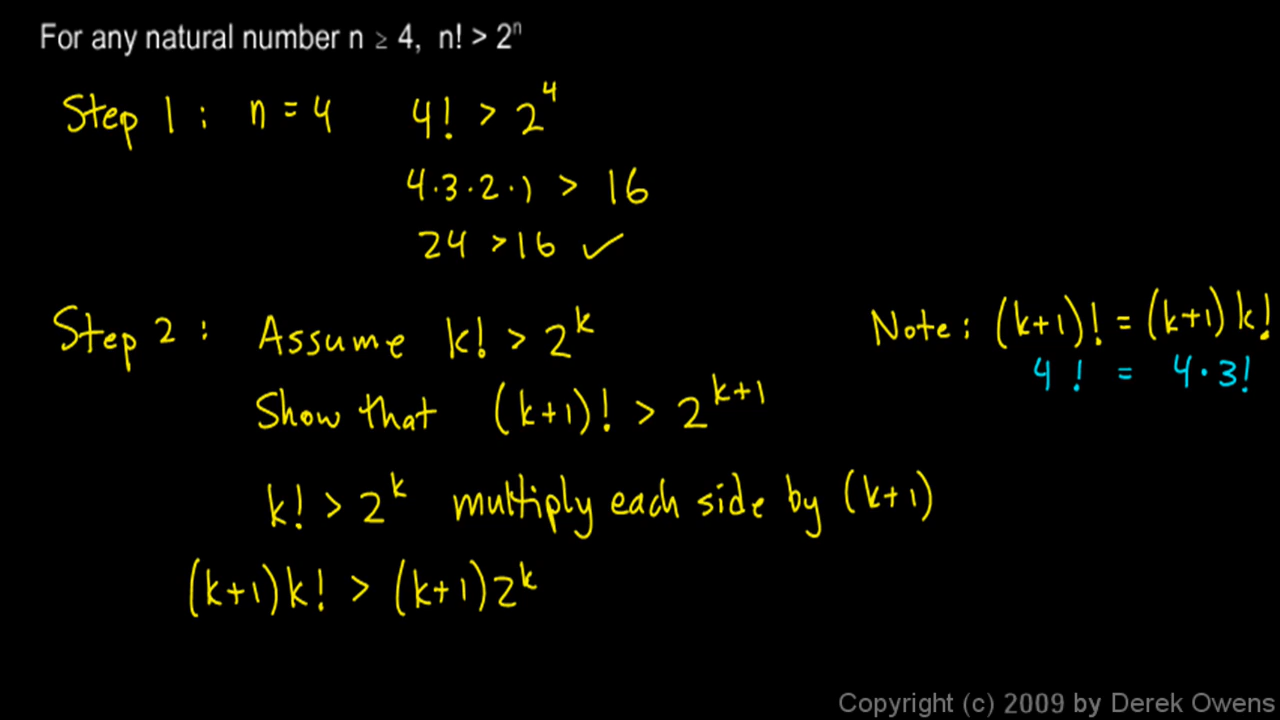 For any natural number n ≥ 4, n! > 2ⁿ
Step 1: n = 4 4! > 2⁴
4·3·2·1 > 16
24 > 16 ✓
Step 2: Assume k! > 2ᵏ
Note: (k+1)! = (k+1) k!
4! = 4·3!
Show that (k+1)! > 2ᵏ⁺¹
k! > 2ᵏ multiply each side by (k+1)
(k+1)k! > (k+1)2ᵏ
Copyright (c) 2009 by Derek Owens